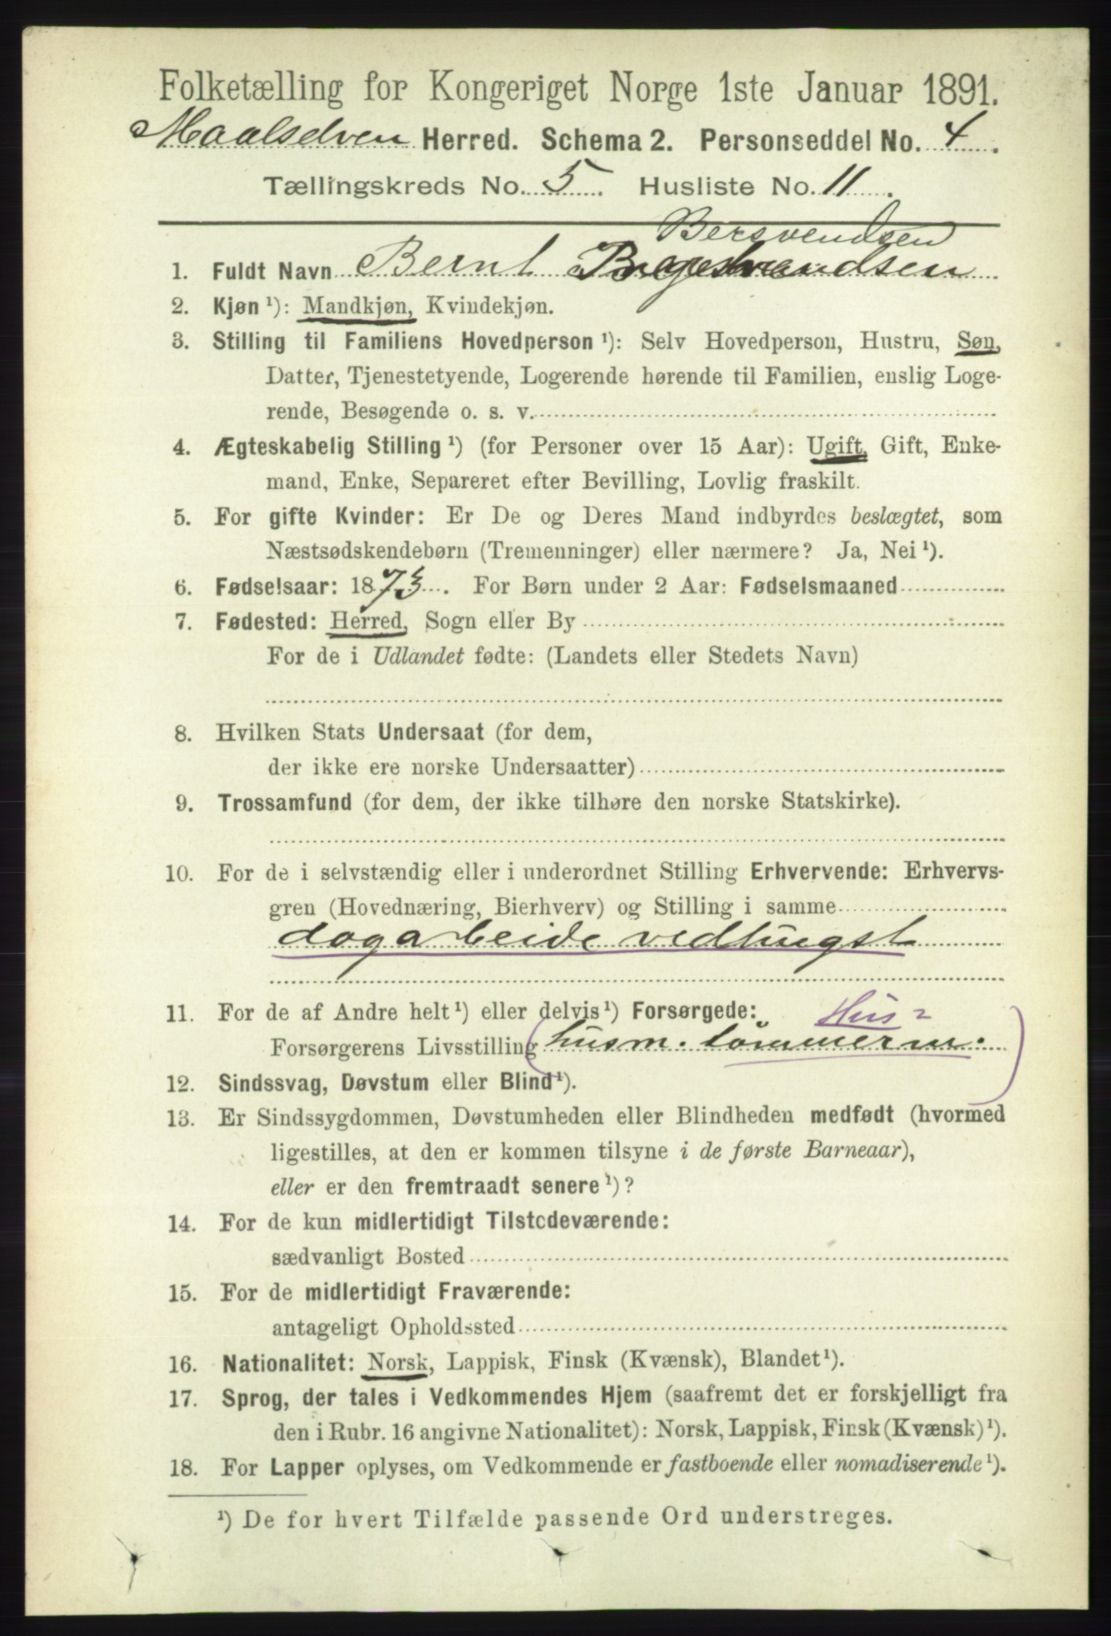 Folketælling for Kongeriget Norge 1ste Januar 1891.
Maalselven Herred. Schema 2. Personseddel No. 4.
Tællingskreds No. 5. Husliste No. 11.
Bersvendsen
1. Fuldt Navn Bernt
2. Kjøn ¹): Mandkjøn, Kvindekjøn.
3. Stilling til Familiens Hovedperson ¹): Selv Hovedperson, Hustru, Søn,
Datter, Tjenestetyende, Logerende hørende til Familien, enslig Loge-
rende, Besøgende o. s. v.
4. Ægteskabelig Stilling ¹) (for Personer over 15 Aar): Ugift, Gift, Enke-
mand, Enke, Separeret efter Bevilling, Lovlig fraskilt.
5. For gifte Kvinder: Er De og Deres Mand indbyrdes beslægtet, som
Næstsødskendebørn (Tremenninger) eller nærmere? Ja, Nei ¹).
6. Fødselsaar: 1873. For Børn under 2 Aar: Fødselsmaaned
7. Fødested: Herred, Sogn eller By
For de i Udlandet fødte: (Landets eller Stedets Navn)
8. Hvilken Stats Undersaat (for dem,
der ikke ere norske Undersaatter)
9. Trossamfund (for dem, der ikke tilhøre den norske Statskirke).
10. For de i selvstændig eller i underordnet Stilling Erhvervende: Erhvervs-
gren (Hovednæring, Bierhverv) og Stilling i samme
dagarbeide vedhugst
11. For de af Andre helt ¹) eller delvis ¹) Forsørgede: Hus
Forsørgerens Livsstilling (husm. tømmerm.)
12. Sindssvag, Døvstum eller Blind ¹).
13. Er Sindssygdommen, Døvstumheden eller Blindheden medfødt (hvormed
ligestilles, at den er kommen tilsyne i de første Barneaar),
eller er den fremtraadt senere ¹)?
14. For de kun midlertidigt Tilstedeværende:
sædvanligt Bosted
15. For de midlertidigt Fraværende:
antageligt Opholdssted
16. Nationalitet: Norsk, Lappisk, Finsk (Kvænsk), Blandet ¹).
17. Sprog, der tales i Vedkommendes Hjem (saafremt det er forskjelligt fra
den i Rubr. 16 angivne Nationalitet): Norsk, Lappisk, Finsk (Kvænsk) ¹).
18. For Lapper oplyses, om Vedkommende er fastboende eller nomadiserende ¹).
¹) De for hvert Tilfælde passende Ord understreges.